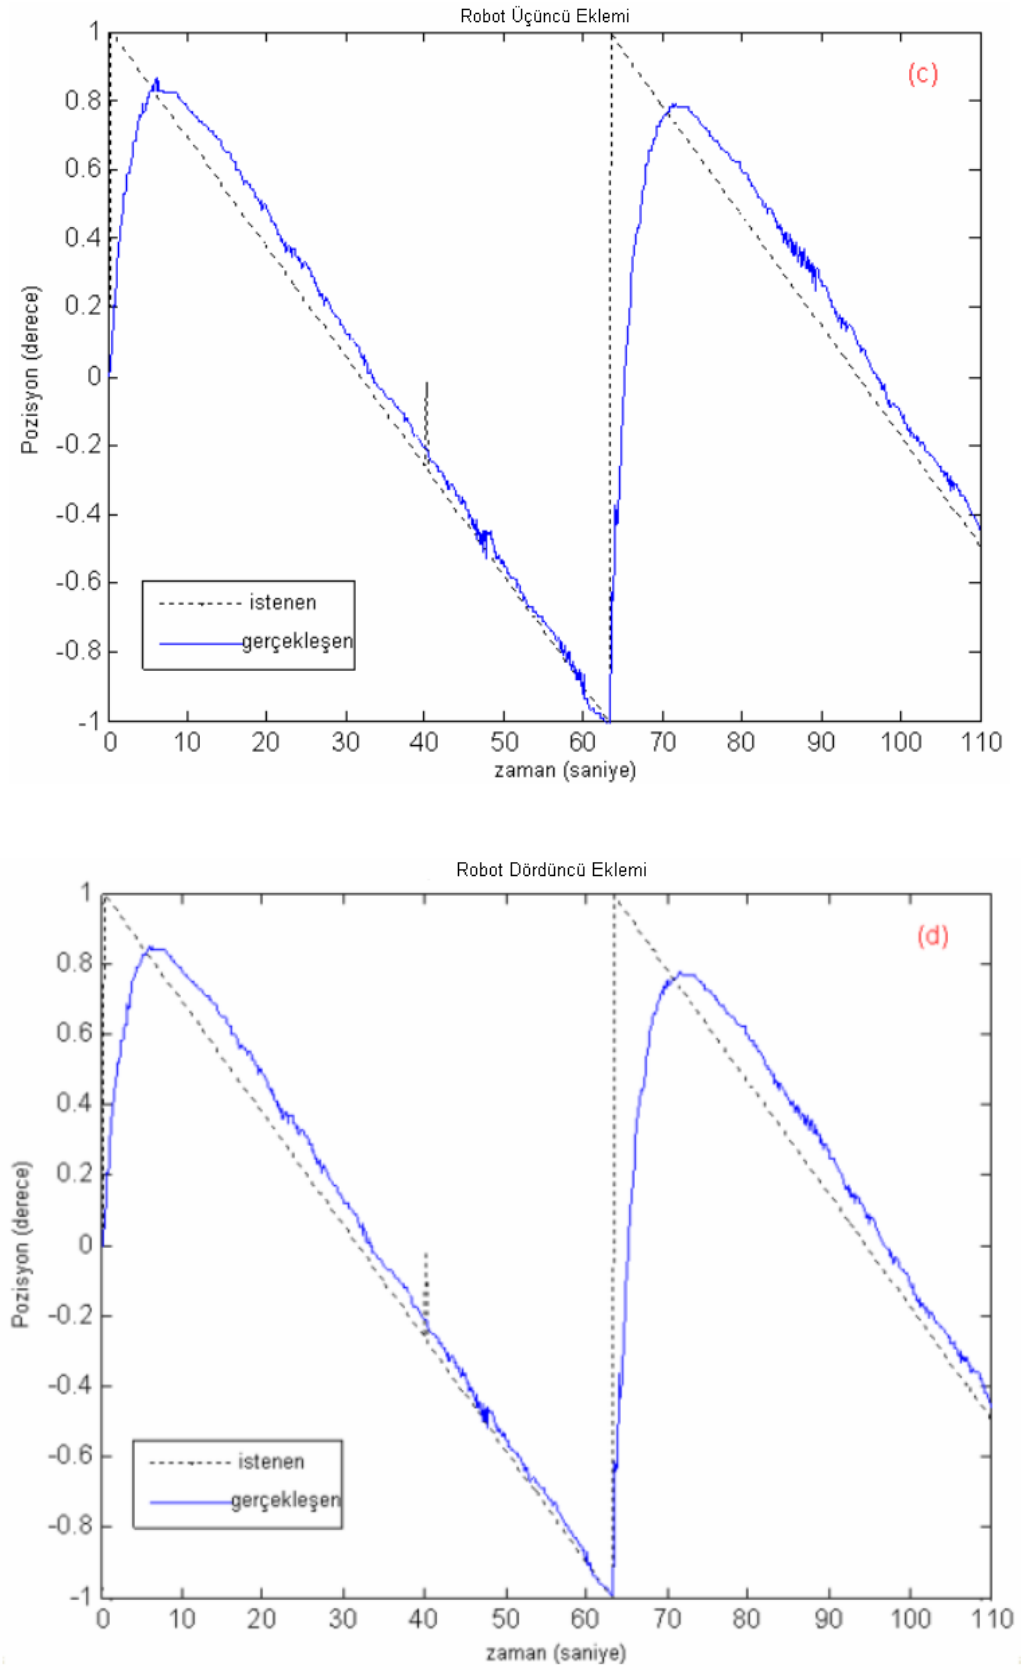 Robot Üçüncü Eklemi
(c)
1
0.8
0.6
0.4
0.2
0
-0.2
-0.4
-0.6
-0.8
-1
Pozisyon (derece)
istenen
gerçekleşen
0 10 20 30 40 50 60 70 80 90 100 110
zaman (saniye)
Robot Dördüncü Eklemi
(d)
1
0.8
0.6
0.4
0.2
0
-0.2
-0.4
-0.6
-0.8
-1
Pozisyon (derece)
istenen
gerçekleşen
0 10 20 30 40 50 60 70 80 90 100 110
zaman (saniye)